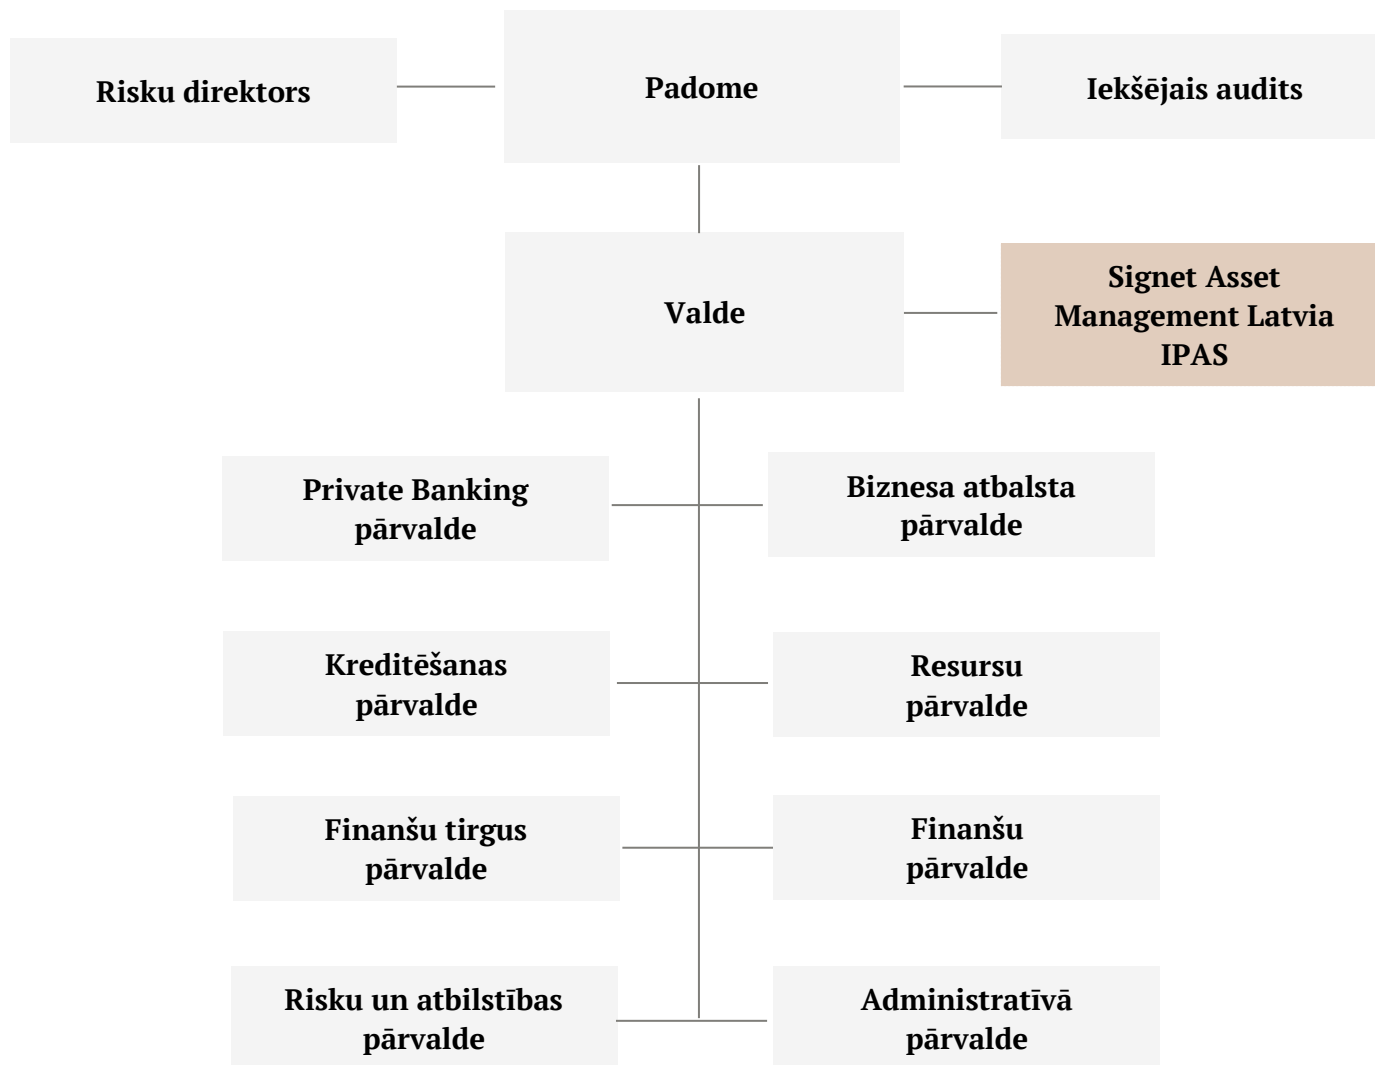 Risku direktors
Padome
Iekšējais audits
Valde
Signet Asset
Management Latvia
IPAS
Private Banking
pārvalde
Biznesa atbalsta
pārvalde
Kreditēšanas
pārvalde
Resursu
pārvalde
Finanšu tirgus
pārvalde
Finanšu
pārvalde
Risku un atbilstības
pārvalde
Administratīvā
pārvalde